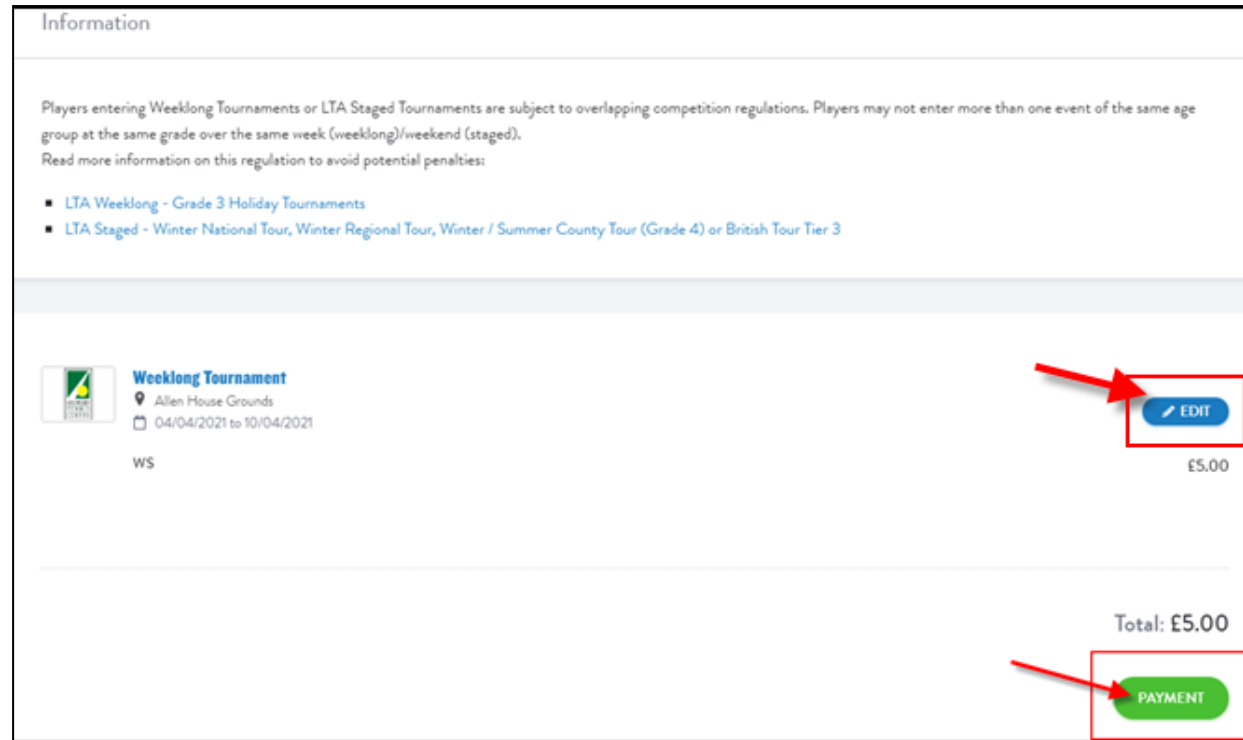 Information
Players entering Weeklong Tournaments or LTA Staged Tournaments are subject to overlapping competition regulations. Players may not enter more than one event of the same age
group at the same grade over the same week (weeklong)/weekend (staged).
Read more information on this regulation to avoid potential penalties:
LTA Weeklong - Grade 3 Holiday Tournaments
LTA Staged - Winter National Tour, Winter Regional Tour, Winter / Summer County Tour (Grade 4) or British Tour Tier 3
Weeklong Tournament
Allen House Grounds
EDIT
04/04/2021 to 10/04/2021
WS
£5.00
Total: £5.00
PAYMENT